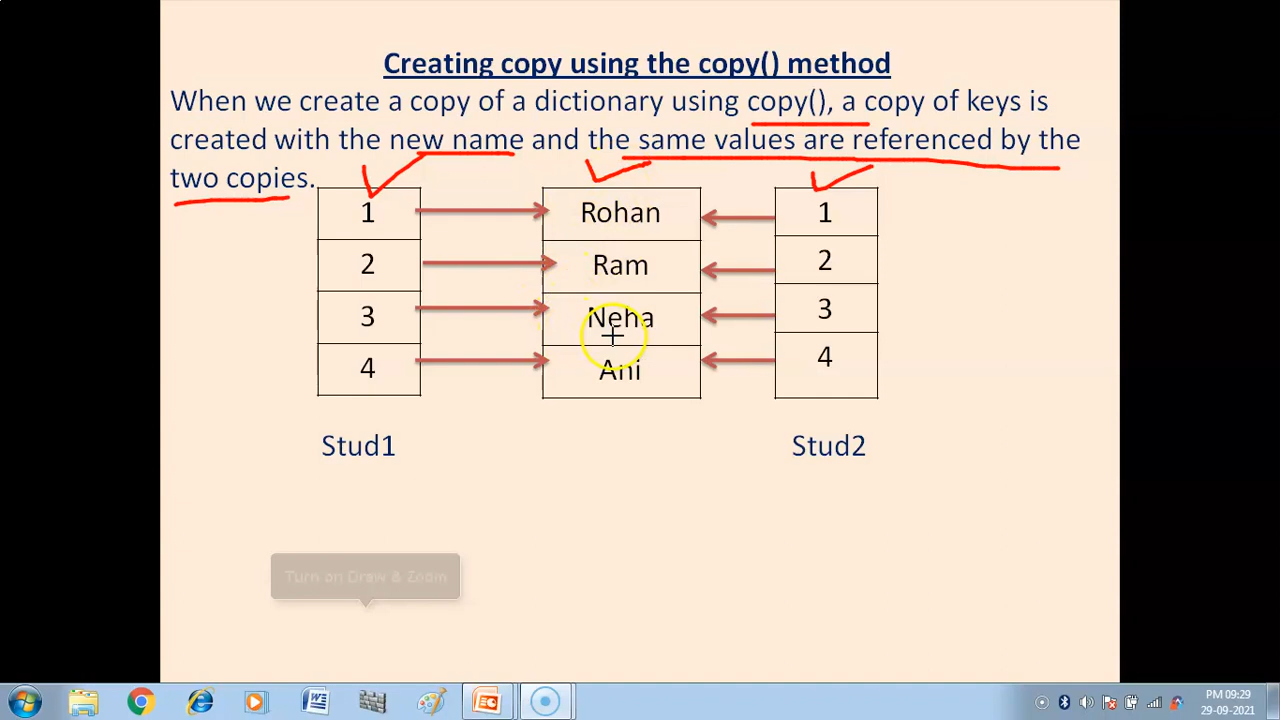 Creating copy using the copy() method
When we create a copy of a dictionary using copy(), a copy of keys is
created with the new name and the same values are referenced by the
two copies.
1 Rohan 1
2 Ram 2
3 Neha 3
4 Ani 4
Stud1 Stud2
Turn on Draw & Zoom
PM 09:29
29-09-2021